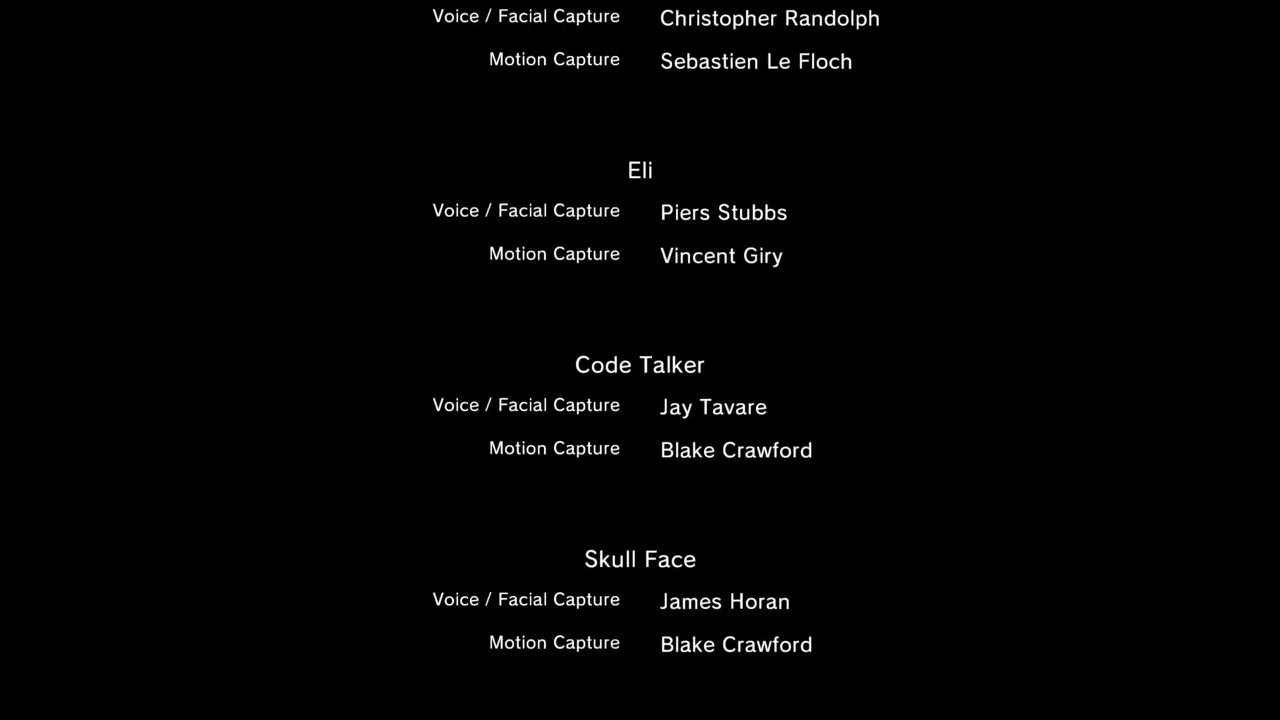 Voice / Facial Capture Christopher Randolph
Motion Capture Sebastien Le Floch
Eli
Voice / Facial Capture Piers Stubbs
Motion Capture Vincent Giry
Code Talker
Voice / Facial Capture Jay Tavare
Motion Capture Blake Crawford
Skull Face
Voice / Facial Capture James Horan
Motion Capture Blake Crawford